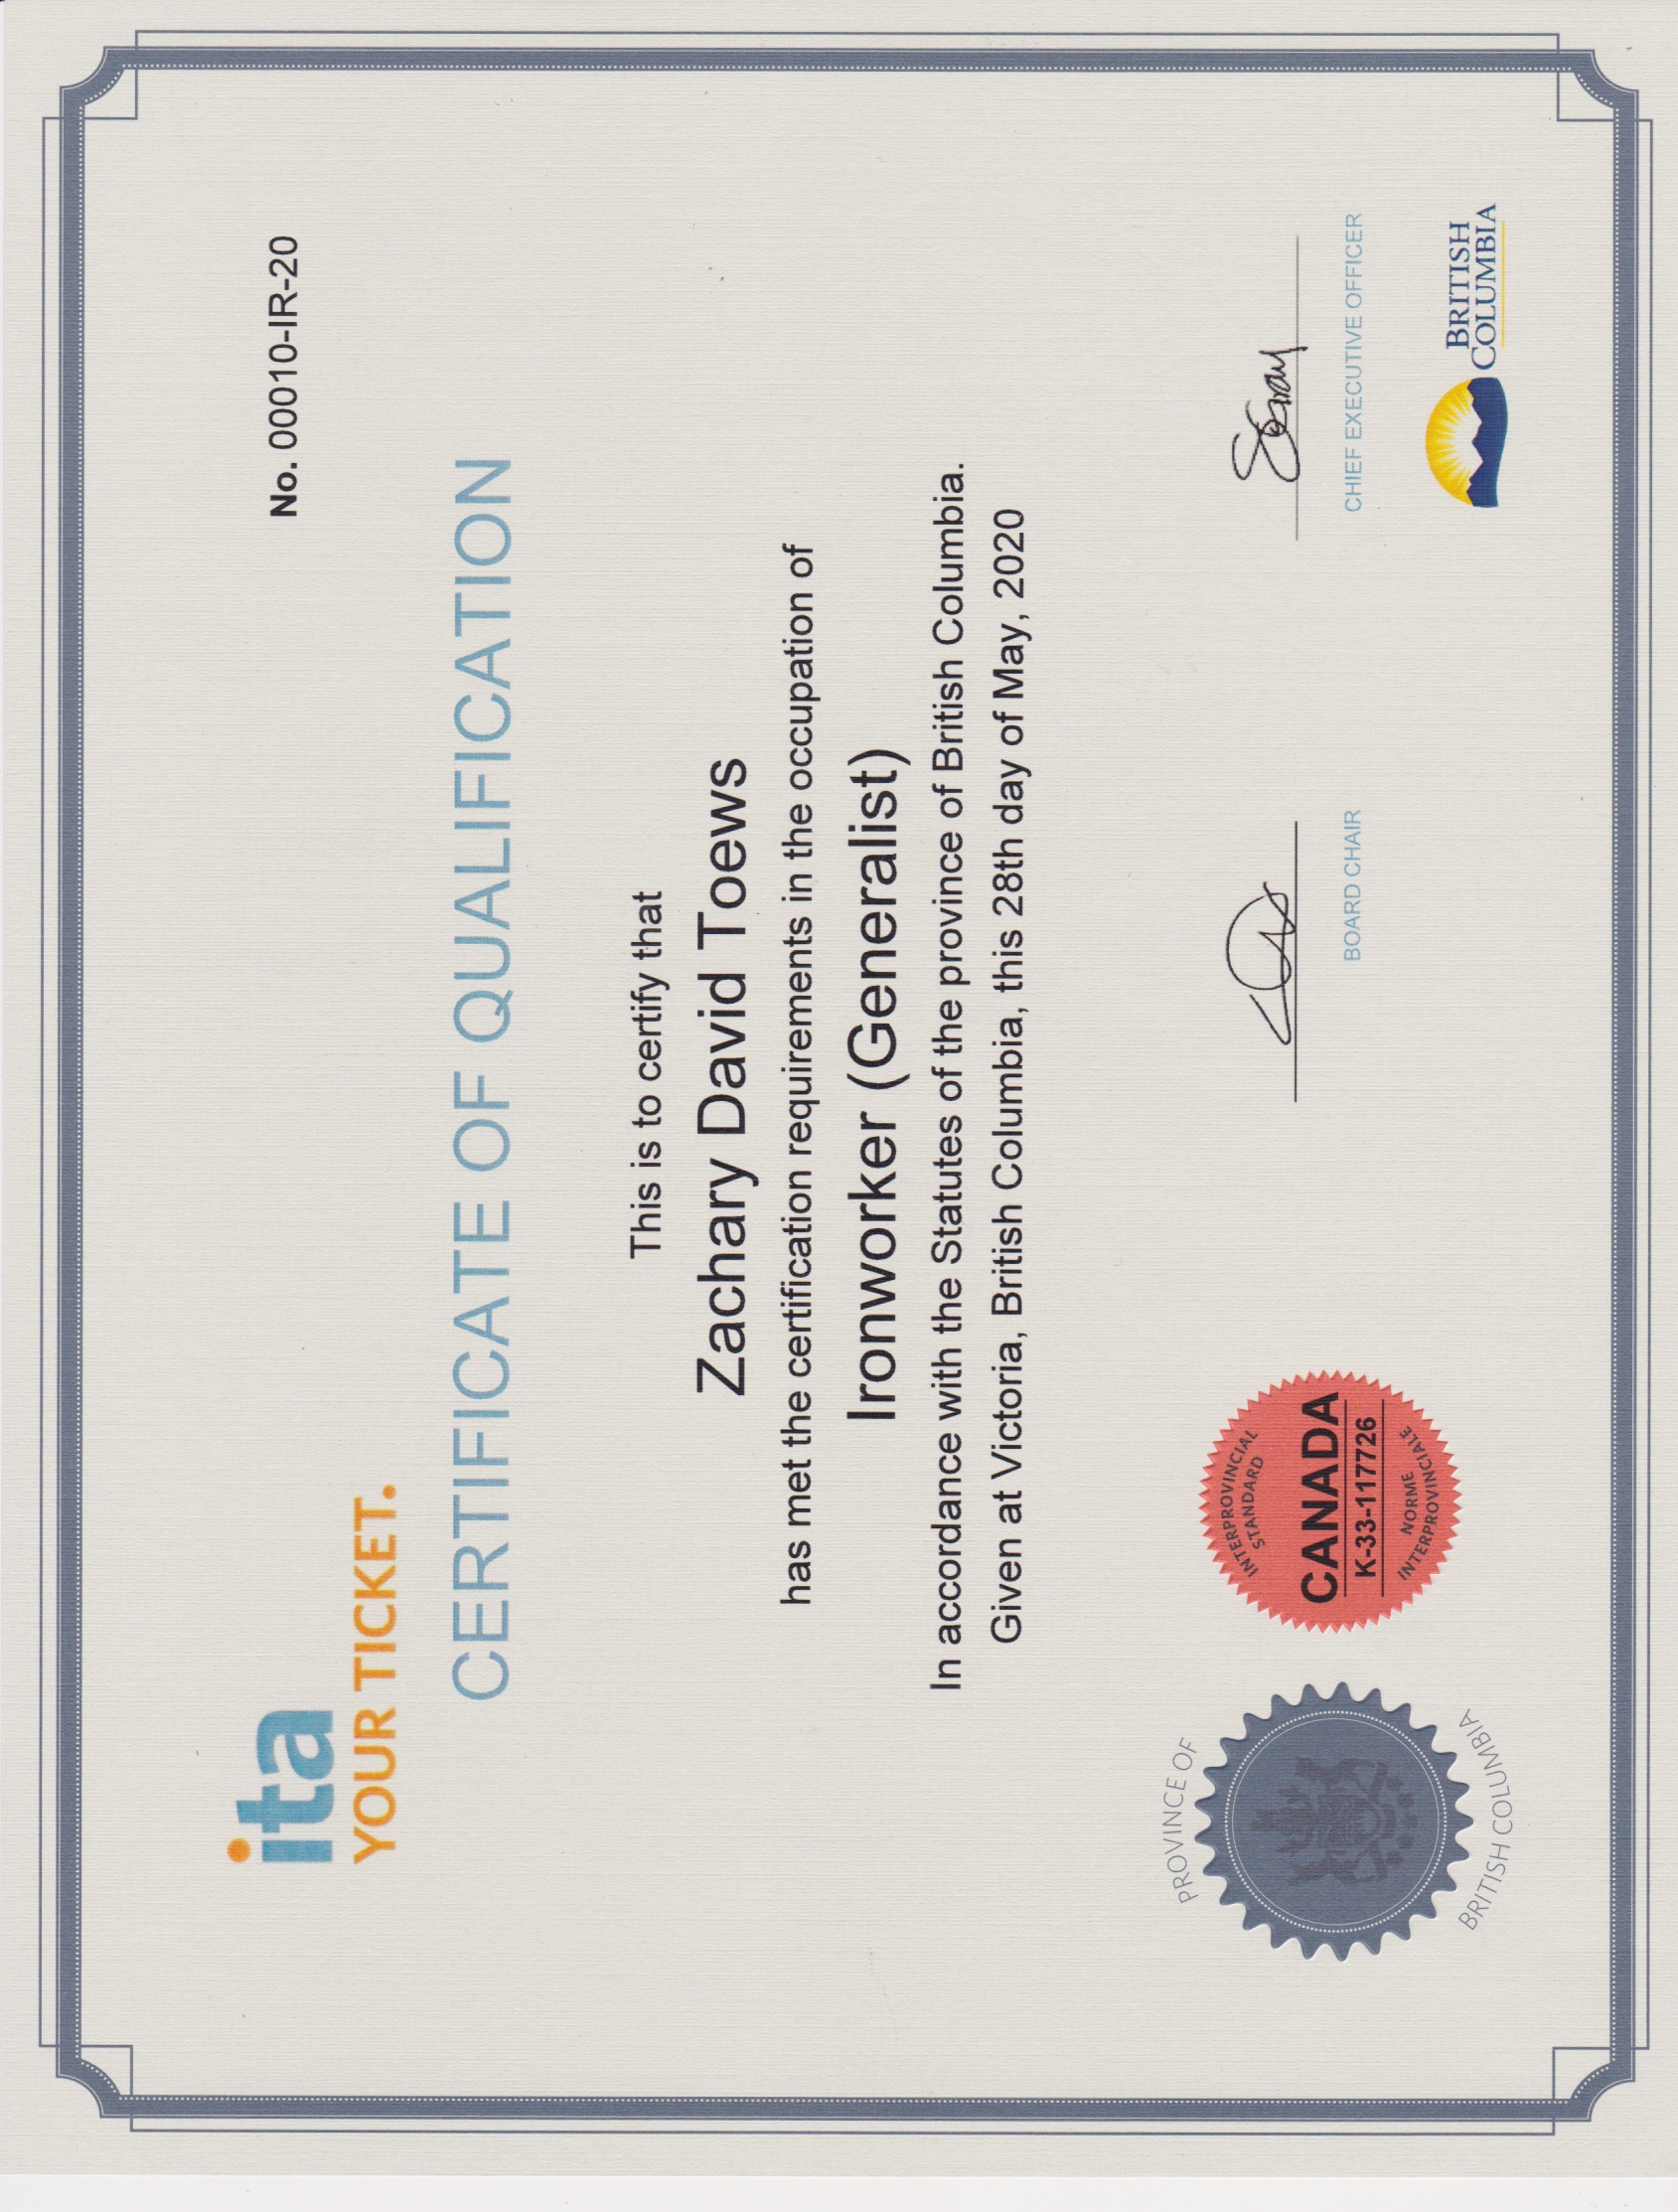 ita
YOUR TICKET.
No. 00010-IR-20
CERTIFICATE OF QUALIFICATION
This is to certify that
Zachary David Toews
has met the certification requirements in the occupation of
Ironworker (Generalist)
In accordance with the Statutes of the province of British Columbia.
Given at Victoria, British Columbia, this 28th day of May, 2020
PROVINCE OF
BRITISH COLUMBIA
INTERPROVINCIAL
STANDARD
CANADA
K-33-117726
NORME
INTERPROVINCIALE
BOARD CHAIR
SGray
CHIEF EXECUTIVE OFFICER
BRITISH
COLUMBIA